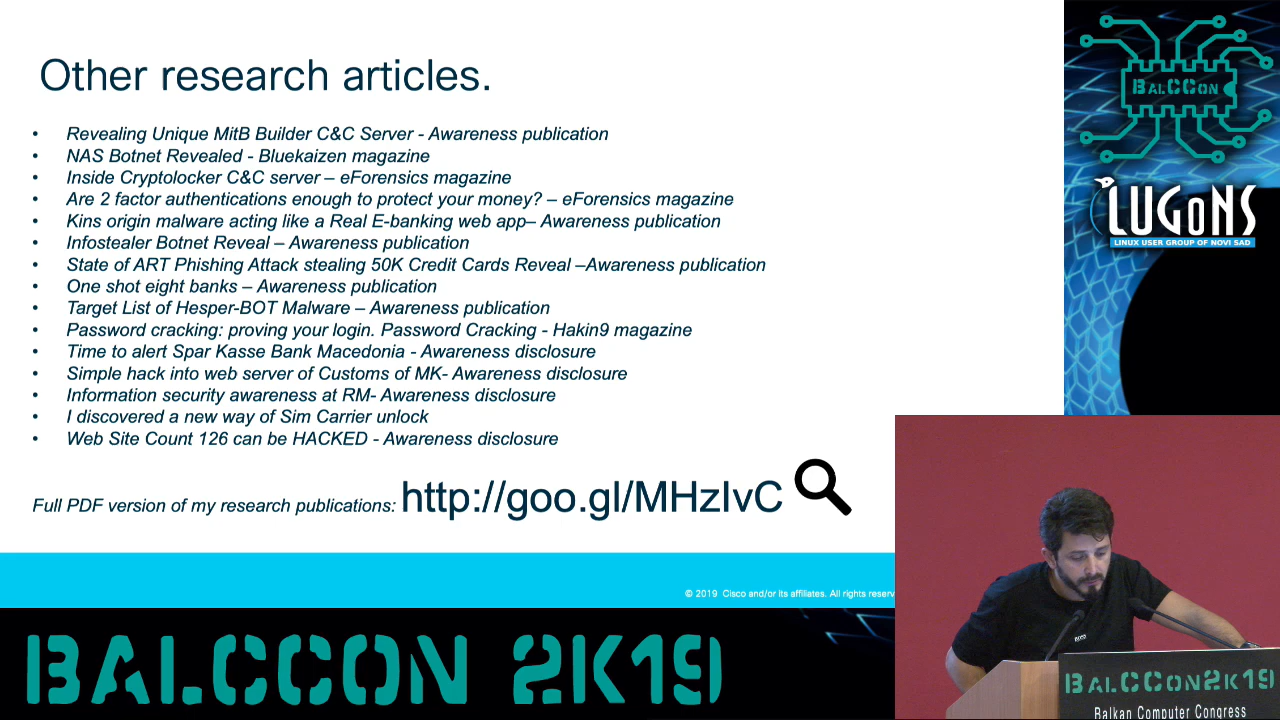 Other research articles.
• Revealing Unique MitB Builder C&C Server - Awareness publication
• NAS Botnet Revealed - Bluekaizen magazine
• Inside Cryptolocker C&C server – eForensics magazine
• Are 2 factor authentications enough to protect your money? – eForensics magazine
• Kins origin malware acting like a Real E-banking web app– Awareness publication
• Infostealer Botnet Reveal – Awareness publication
• State of ART Phishing Attack stealing 50K Credit Cards Reveal –Awareness publication
• One shot eight banks – Awareness publication
• Target List of Hesper-BOT Malware – Awareness publication
• Password cracking: proving your login. Password Cracking - Hakin9 magazine
• Time to alert Spar Kasse Bank Macedonia - Awareness disclosure
• Simple hack into web server of Customs of MK- Awareness disclosure
• Information security awareness at RM- Awareness disclosure
• I discovered a new way of Sim Carrier unlock
• Web Site Count 126 can be HACKED - Awareness disclosure
Full PDF version of my research publications: http://goo.gl/MHzIvC
© 2019 Cisco and/or its affiliates. All rights reserv
BALCCON 2K19
BALCCON
LUGONS
LINUX USER GROUP OF NOVI SAD
BALCCON2K19
Balkan Computer Congress